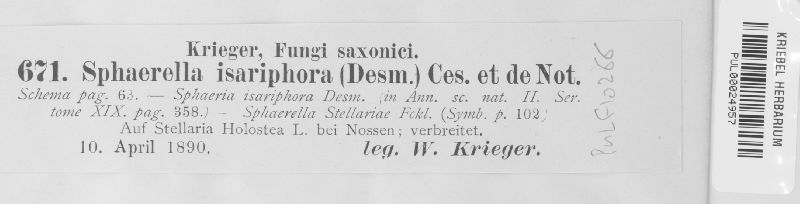 Krieger, Fungi saxonici.
671. Sphaerella isariphora (Desm.) Ces. et de Not.
Schema pag. 63. — Sphaeria isariphora Desm. (in Ann. sc. nat. II. Ser.
tome XIX. pag. 358.) – Sphaerella Stellariae Fckl. (Symb. p. 102.)
Auf Stellaria Holostea L. bei Nossen; verbreitet.
10. April 1890. leg. W. Krieger.
PULF10266
KRIEBEL HERBARIUM
PUL00024957